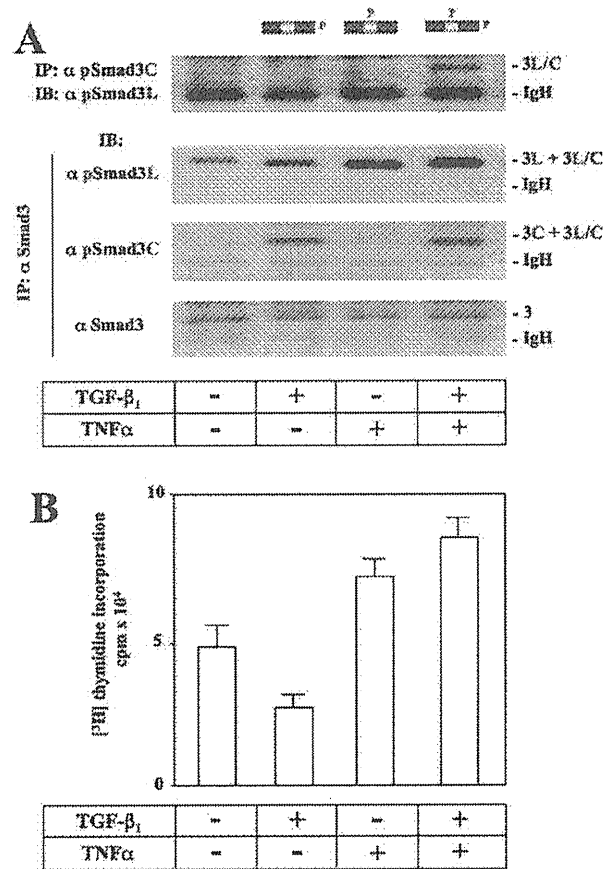 A
P
P
P
P
IP: α pSmad3C
IB: α pSmad3L
- 3L/C
- IgH
IB:
IP: α Smad3
α pSmad3L
- 3L + 3L/C
- IgH
α pSmad3C
- 3C + 3L/C
- IgH
α Smad3
- 3
- IgH
TGF-β₁ - + - +
TNFα - - + +
B
[³H] thymidine incorporation
cpm x 10⁴
10
5
0
TGF-β₁ - + - +
TNFα - - + +